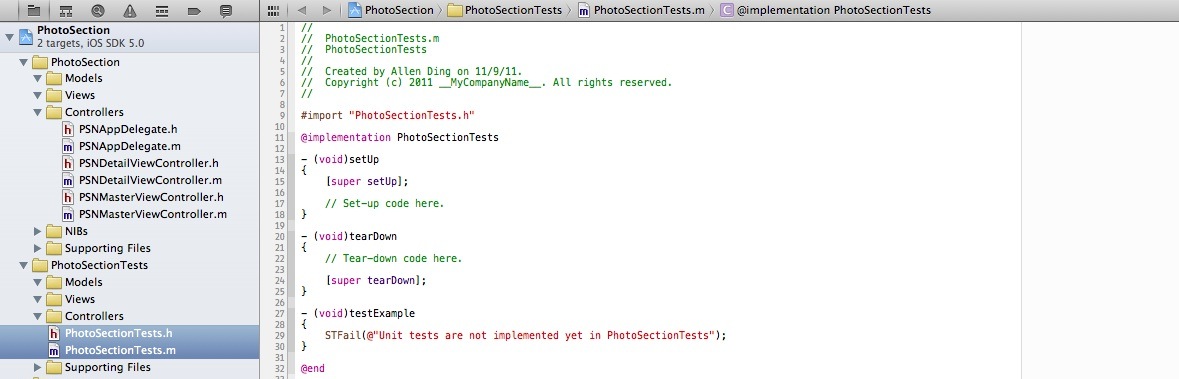 PhotoSection
2 targets, iOS SDK 5.0
PhotoSection
Models
Views
Controllers
h PSNAppDelegate.h
m PSNAppDelegate.m
h PSNDetailViewController.h
m PSNDetailViewController.m
h PSNMasterViewController.h
m PSNMasterViewController.m
NIBs
Supporting Files
PhotoSectionTests
Models
Views
Controllers
h PhotoSectionTests.h
m PhotoSectionTests.m
Supporting Files
PhotoSection PhotoSectionTests m PhotoSectionTests.m C @implementation PhotoSectionTests
1 //
2 //  PhotoSectionTests.m
3 //  PhotoSectionTests
4 //
5 //  Created by Allen Ding on 11/9/11.
6 //  Copyright (c) 2011 __MyCompanyName__. All rights reserved.
7 //
8
9 #import "PhotoSectionTests.h"
10
11 @implementation PhotoSectionTests
12
13 - (void)setUp
14 {
15     [super setUp];
16
17     // Set-up code here.
18 }
19
20 - (void)tearDown
21 {
22     // Tear-down code here.
23
24     [super tearDown];
25 }
26
27 - (void)testExample
28 {
29     STFail(@"Unit tests are not implemented yet in PhotoSectionTests");
30 }
31
32 @end